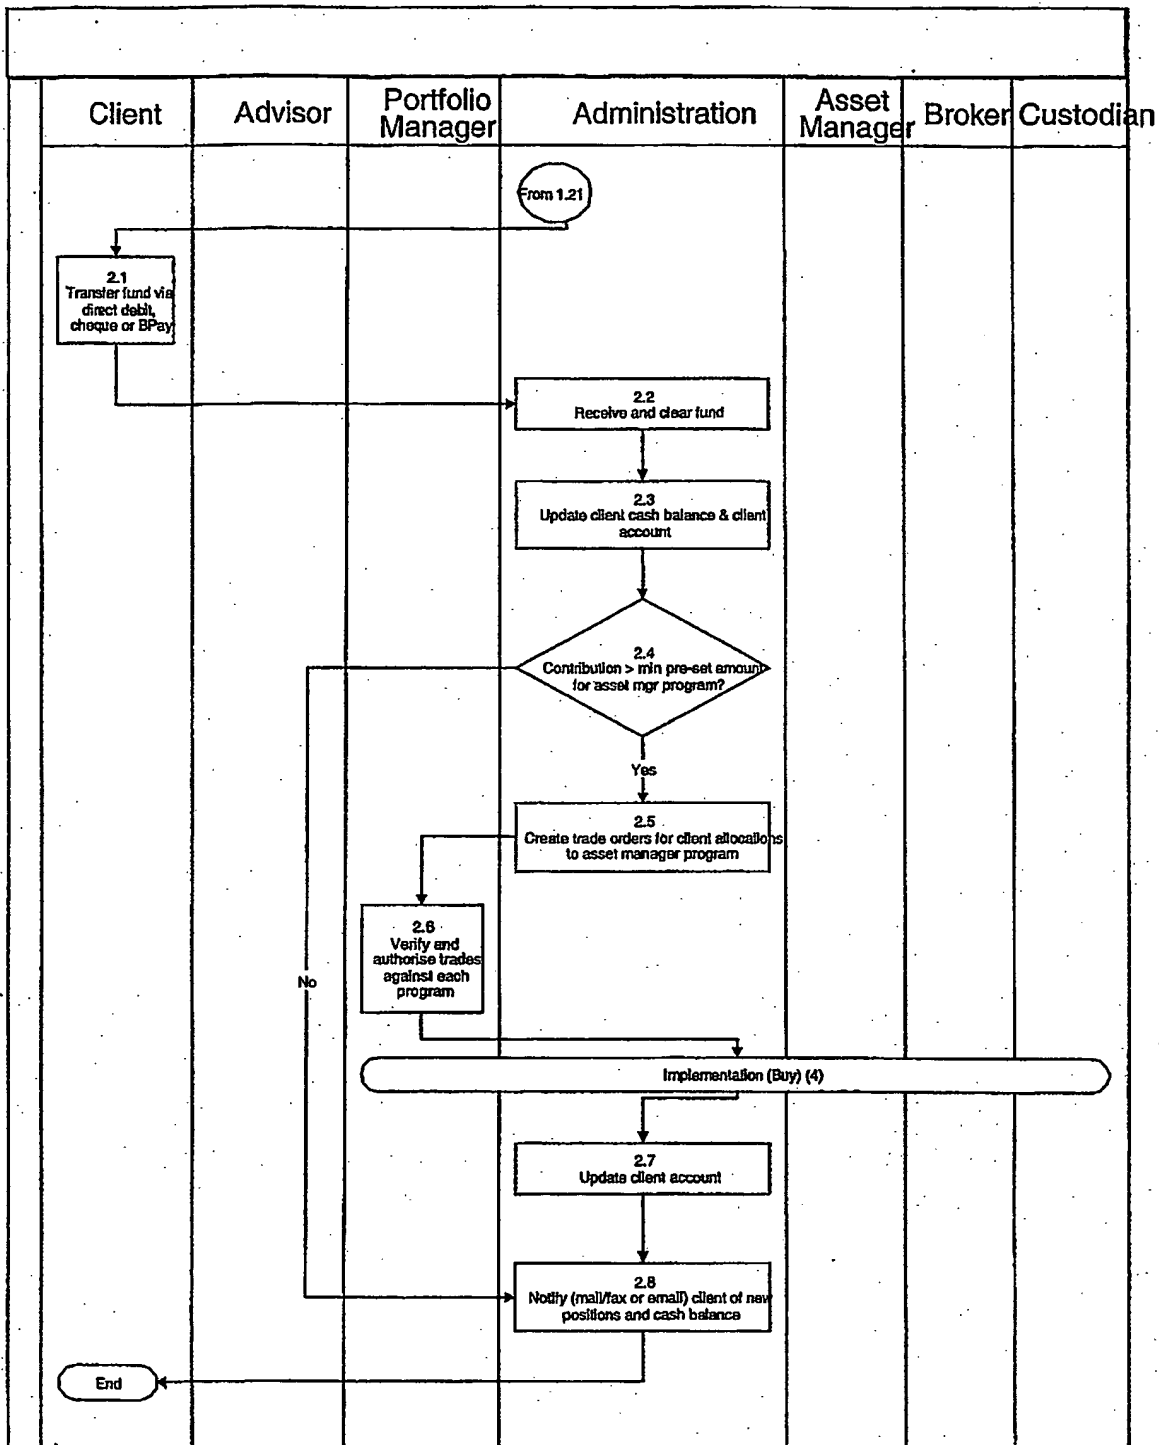 Client
Advisor
Portfolio
Manager
Administration
Asset
Manager
Broker
Custodian
From 1.21
2.1
Transfer fund via
direct debit,
cheque or BPay
2.2
Receive and clear fund
2.3
Update client cash balance & client
account
2.4
Contribution > min pre-set amount
for asset mgr program?
Yes
2.5
Create trade orders for client allocations
to asset manager program
2.6
Verify and
authorise trades
against each
program
No
Implementation (Buy) (4)
2.7
Update client account
2.8
Notify (mail/fax or email) client of new
positions and cash balance
End